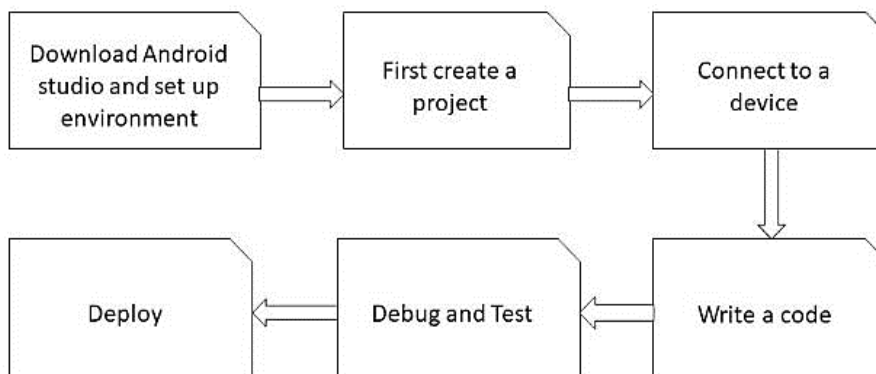 Download Android
studio and set up
environment
First create a
project
Connect to a
device
Write a code
Debug and Test
Deploy